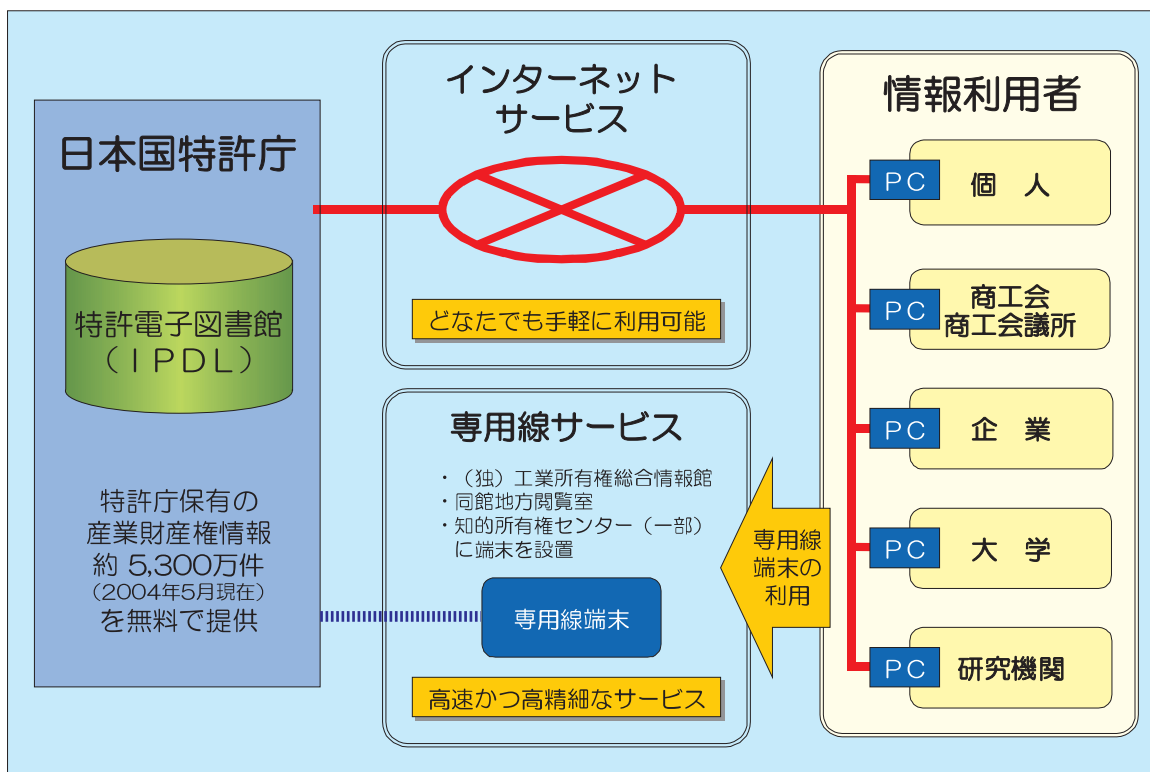 日本国特許庁
特許電子図書館
（IPDL）
特許庁保有の
産業財産権情報
約 5,300万件
（2004年5月現在）
を無料で提供
インターネット
サービス
どなたでも手軽に利用可能
専用線サービス
・（独）工業所有権総合情報館
・同館地方閲覧室
・知的所有権センター（一部）
に端末を設置
専用線端末
高速かつ高精細なサービス
専用線
端末の
利用
情報利用者
PC 個 人
PC 商工会
商工会議所
PC 企 業
PC 大 学
PC 研究機関